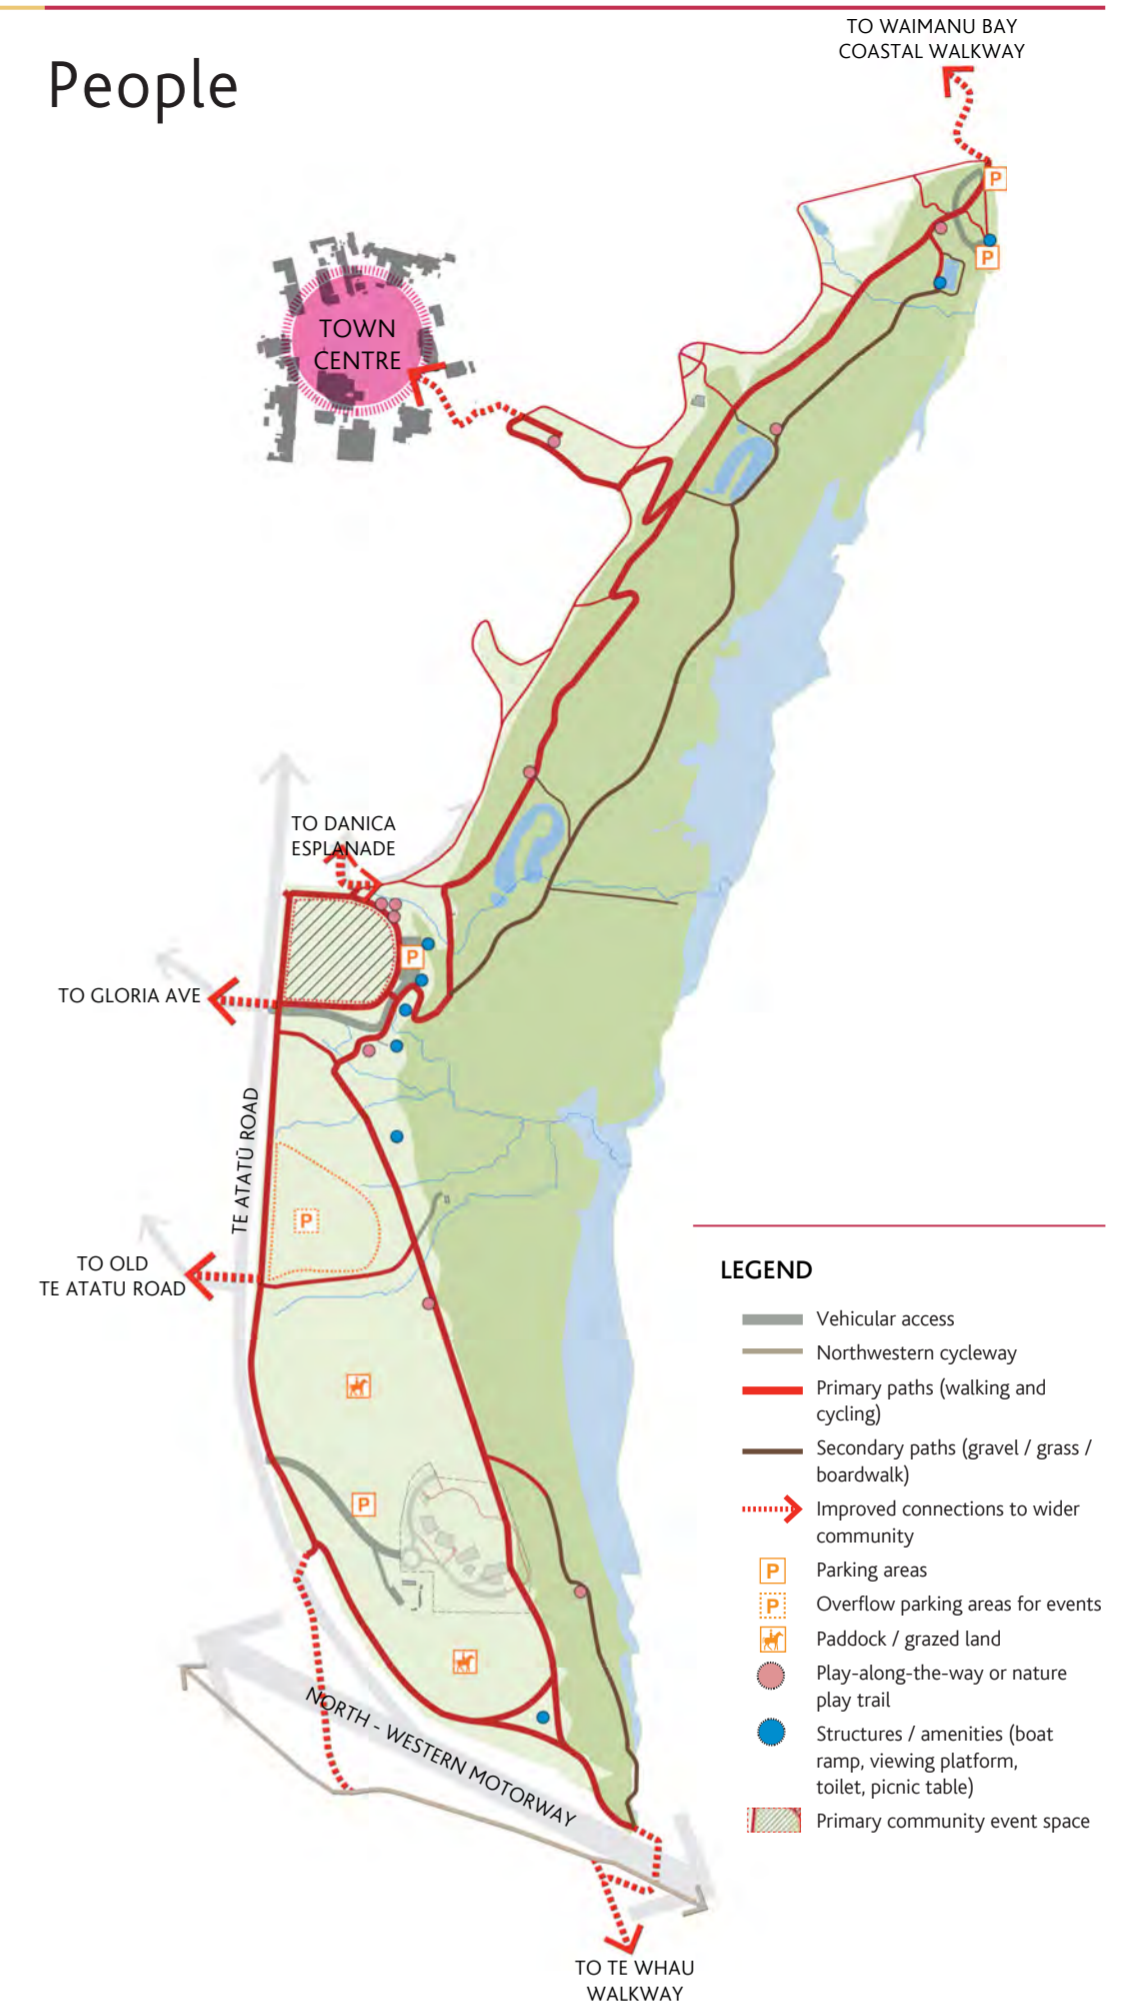 TO WAIMANU BAY
COASTAL WALKWAY
People
P
P
TOWN
CENTRE
TO DANICA
ESPLANADE
P
TO GLORIA AVE
TE ATATŪ ROAD
P
TO OLD
TE ATATU ROAD
P
NORTH - WESTERN MOTORWAY
TO TE WHAU
WALKWAY
LEGEND
Vehicular access
Northwestern cycleway
Primary paths (walking and
cycling)
Secondary paths (gravel / grass /
boardwalk)
Improved connections to wider
community
P
Parking areas
P
Overflow parking areas for events
Paddock / grazed land
Play-along-the-way or nature
play trail
Structures / amenities (boat
ramp, viewing platform,
toilet, picnic table)
Primary community event space